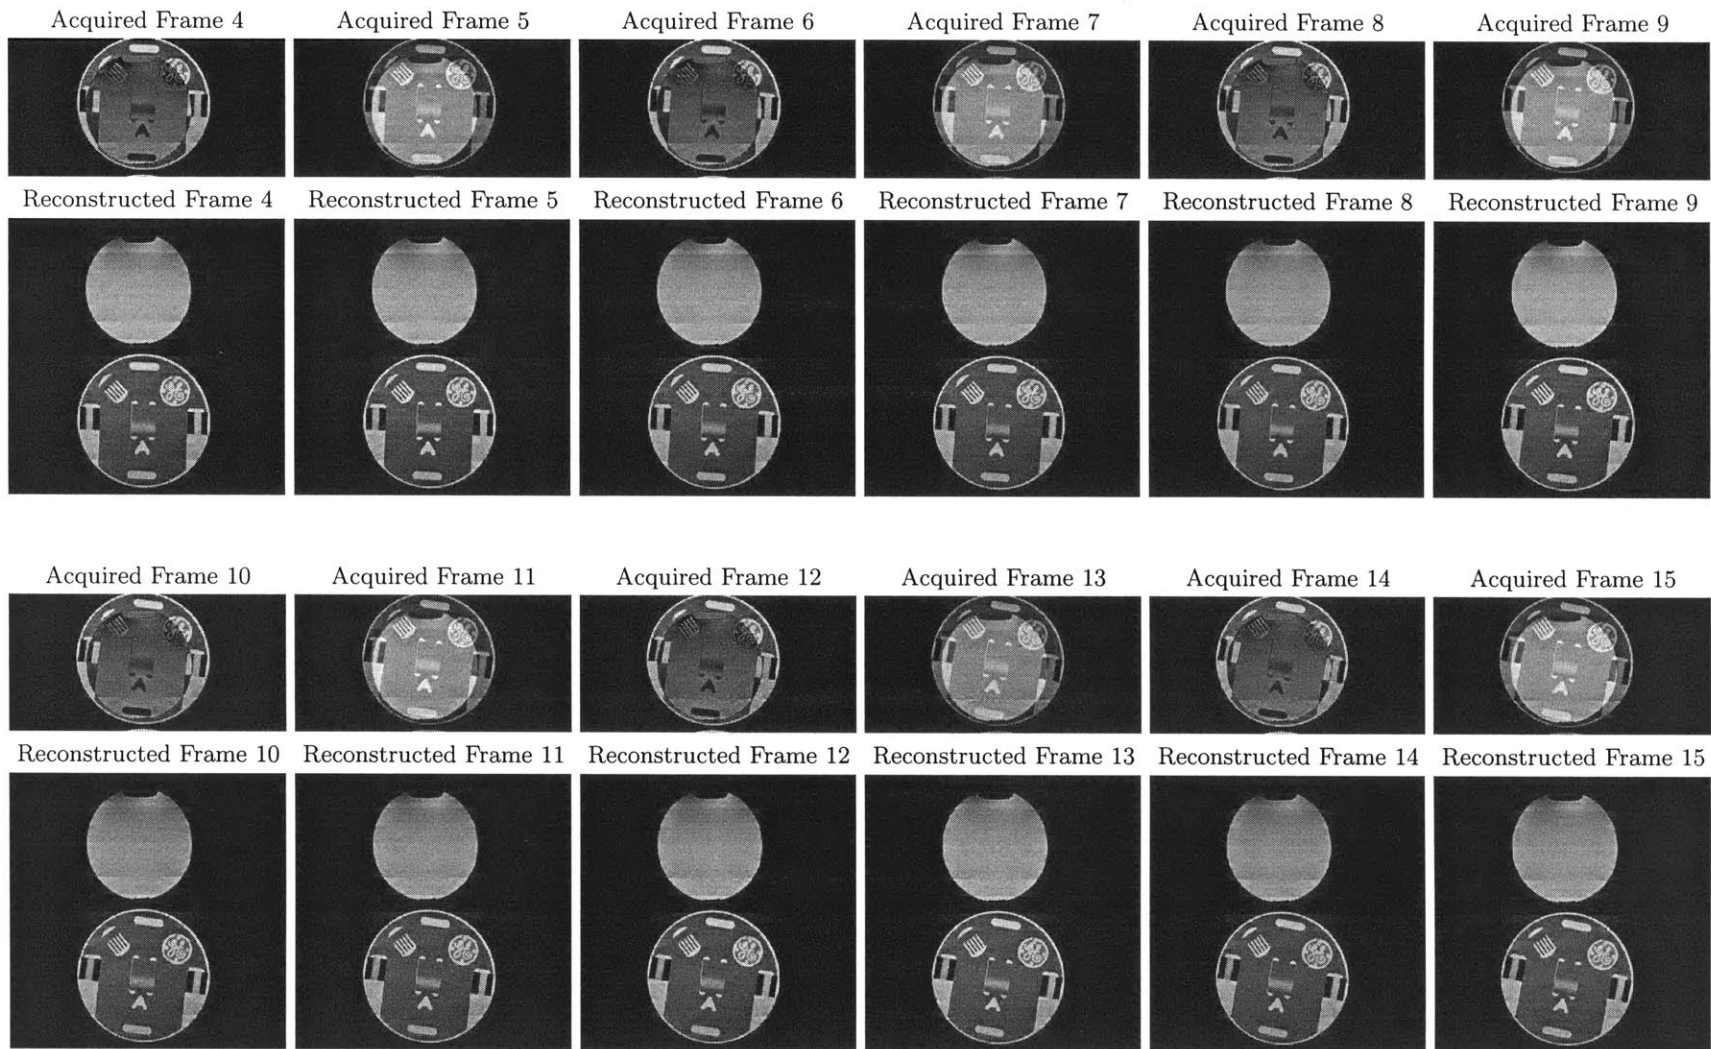 Acquired Frame 4 Acquired Frame 5 Acquired Frame 6 Acquired Frame 7 Acquired Frame 8 Acquired Frame 9
Reconstructed Frame 4 Reconstructed Frame 5 Reconstructed Frame 6 Reconstructed Frame 7 Reconstructed Frame 8 Reconstructed Frame 9
Acquired Frame 10 Acquired Frame 11 Acquired Frame 12 Acquired Frame 13 Acquired Frame 14 Acquired Frame 15
Reconstructed Frame 10 Reconstructed Frame 11 Reconstructed Frame 12 Reconstructed Frame 13 Reconstructed Frame 14 Reconstructed Frame 15